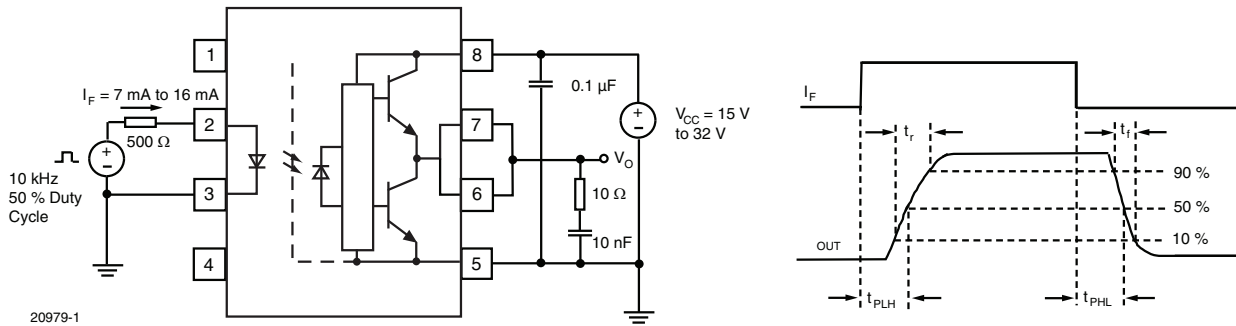 1
8
I_F = 7 mA to 16 mA
0.1 μF
V_CC = 15 V
to 32 V
2
7
500 Ω
V_O
+
−
+
−
10 kHz
50 % Duty
Cycle
3
6
10 Ω
10 nF
4
5
20979-1
I_F
t_r
t_f
90 %
50 %
10 %
OUT
t_PLH
t_PHL